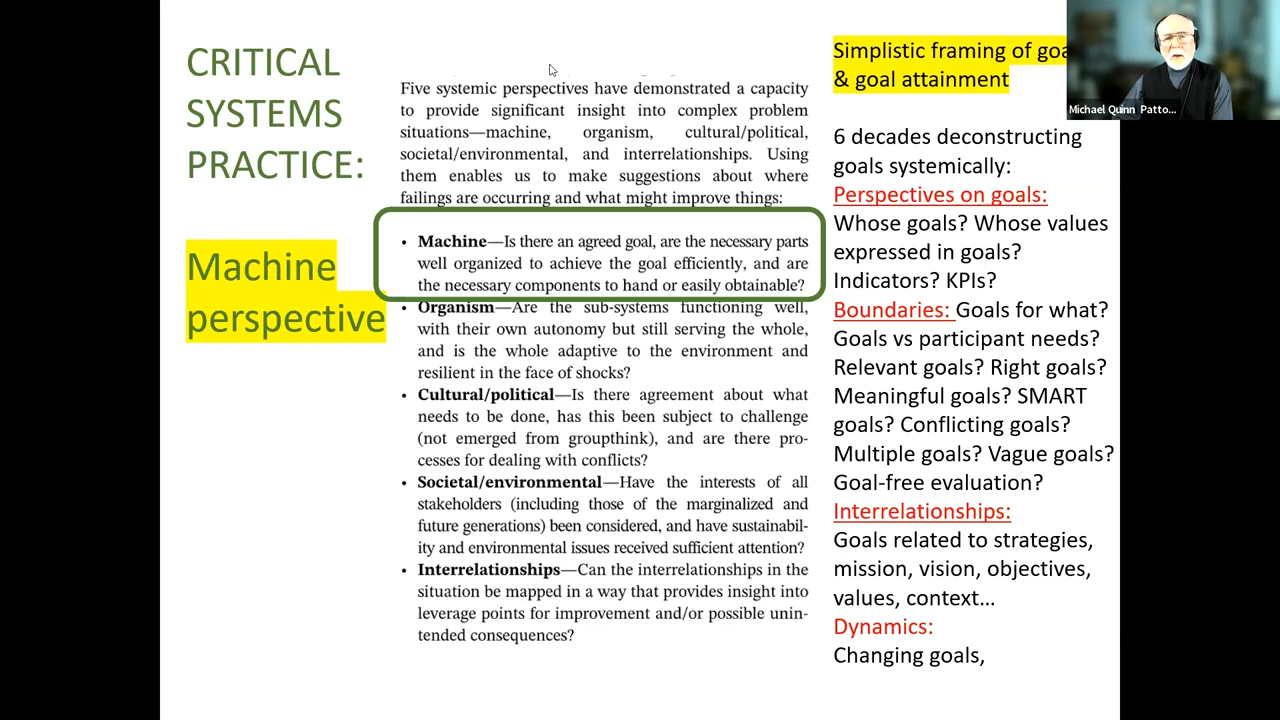 CRITICAL
SYSTEMS
PRACTICE:
Machine
perspective
Five systemic perspectives have demonstrated a capacity
to provide significant insight into complex problem
situations—machine, organism, cultural/political,
societal/environmental, and interrelationships. Using
them enables us to make suggestions about where
failings are occurring and what might improve things:
• Machine—Is there an agreed goal, are the necessary parts
well organized to achieve the goal efficiently, and are
the necessary components to hand or easily obtainable?
• Organism—Are the sub-systems functioning well,
with their own autonomy but still serving the whole,
and is the whole adaptive to the environment and
resilient in the face of shocks?
• Cultural/political—Is there agreement about what
needs to be done, has this been subject to challenge
(not emerged from groupthink), and are there pro-
cesses for dealing with conflicts?
• Societal/environmental—Have the interests of all
stakeholders (including those of the marginalized and
future generations) been considered, and have sustainabil-
ity and environmental issues received sufficient attention?
• Interrelationships—Can the interrelationships in the
situation be mapped in a way that provides insight into
leverage points for improvement and/or possible unin-
tended consequences?
Simplistic framing of
& goal attainment
6 decades deconstructing
goals systemically:
Perspectives on goals:
Whose goals? Whose values
expressed in goals?
Indicators? KPIs?
Boundaries: Goals for what?
Goals vs participant needs?
Relevant goals? Right goals?
Meaningful goals? SMART
goals? Conflicting goals?
Multiple goals? Vague goals?
Goal-free evaluation?
Interrelationships:
Goals related to strategies,
mission, vision, objectives,
values, context…
Dynamics:
Changing goals,
Michael Quinn Patto...